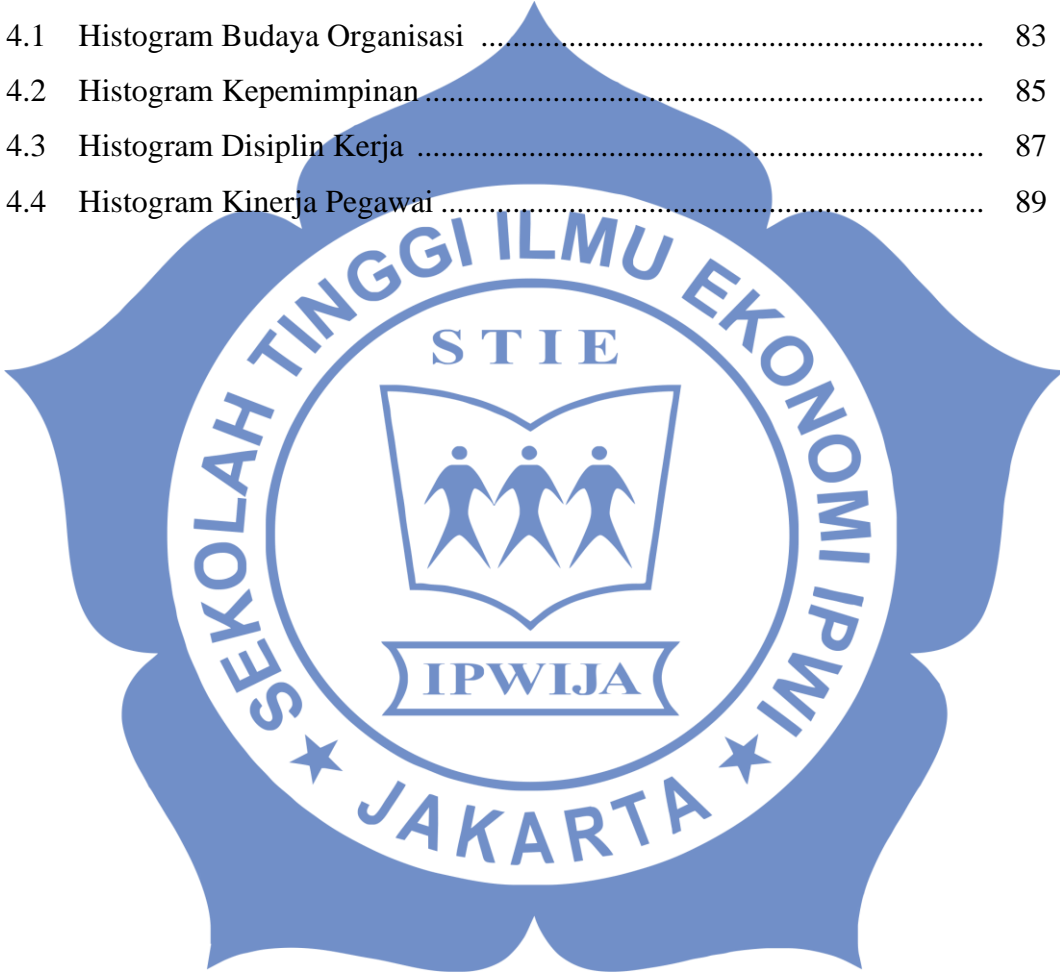 4.1 Histogram Budaya Organisasi ................................................................ 83
4.2 Histogram Kepemimpinan ........................................................................ 85
4.3 Histogram Disiplin Kerja ........................................................................ 87
4.4 Histogram Kinerja Pegawai ..................................................................... 89
SEKOLAH TINGGI ILMU EKONOMI IPWI
STIE
IPWIJA
JAKARTA